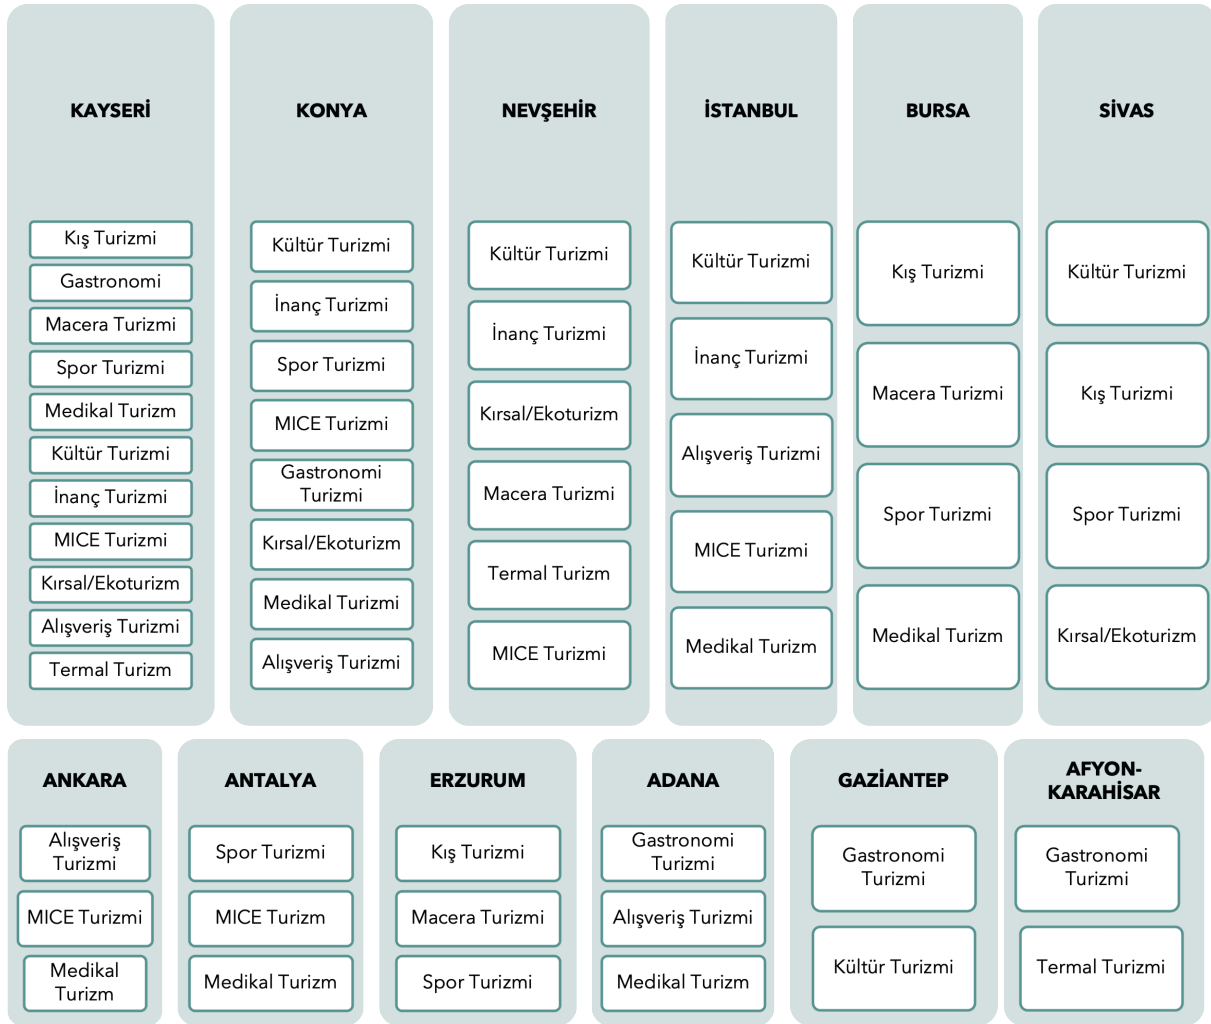 KAYSERİ
Kış Turizmi
Gastronomi
Macera Turizmi
Spor Turizmi
Medikal Turizm
Kültür Turizmi
İnanç Turizmi
MICE Turizmi
Kırsal/Ekoturizm
Alışveriş Turizmi
Termal Turizm
KONYA
Kültür Turizmi
İnanç Turizmi
Spor Turizmi
MICE Turizmi
Gastronomi
Turizmi
Kırsal/Ekoturizm
Medikal Turizmi
Alışveriş Turizmi
NEVŞEHİR
Kültür Turizmi
İnanç Turizmi
Kırsal/Ekoturizm
Macera Turizmi
Termal Turizm
MICE Turizmi
İSTANBUL
Kültür Turizmi
İnanç Turizmi
Alışveriş Turizmi
MICE Turizmi
Medikal Turizm
BURSA
Kış Turizmi
Macera Turizmi
Spor Turizmi
Medikal Turizm
SİVAS
Kültür Turizmi
Kış Turizmi
Spor Turizmi
Kırsal/Ekoturizm
ANKARA
Alışveriş
Turizmi
MICE Turizmi
Medikal
Turizm
ANTALYA
Spor Turizmi
MICE Turizm
Medikal Turizm
ERZURUM
Kış Turizmi
Macera Turizmi
Spor Turizmi
ADANA
Gastronomi
Turizmi
Alışveriş Turizmi
Medikal Turizm
GAZİANTEP
Gastronomi
Turizmi
Kültür Turizmi
AFYON-
KARAHİSAR
Gastronomi
Turizmi
Termal Turizmi